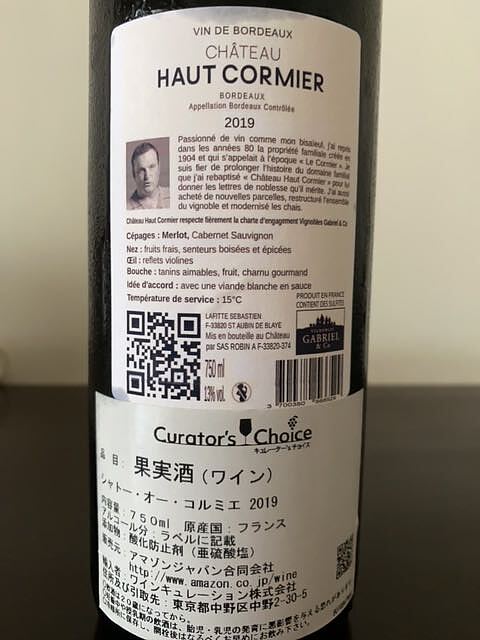 VIN DE BORDEAUX
CHÂTEAU
HAUT CORMIER
BORDEAUX
Appellation Bordeaux Contrôlée
2019
Passionné de vin comme mon bisaïeul, j'ai repris
dans les années 80 la propriété familiale créée en
1904 et qui s'appelait à l'époque « Le Cormier ». Je
suis fier de prolonger l'histoire du domaine familial
que j'ai rebaptisé « Château Haut Cormier » pour lui
donner les lettres de noblesse qu'il mérite. J'ai aussi
acheté de nouvelles parcelles, restructuré l'ensemble
du vignoble et modernisé les chais.
Château Haut Cormier respecte fièrement la charte d'engagement Vignobles Gabriel & Co
Cépages : Merlot, Cabernet Sauvignon
Nez : fruits frais, senteurs boisées et épicées
Œil : reflets violines
Bouche : tanins aimables, fruit, charnu gourmand
Idée d'accord : avec une viande blanche en sauce
Température de service : 15°C
PRODUIT EN FRANCE
CONTIENT DES SULFITES
LAFITTE SEBASTIEN
F-33820 ST AUBIN DE BLAYE
Mis en bouteille au Château
par SAS ROBIN A F-33820-374
VIGNOBLES
GABRIEL
& Co
750 ml
13% vol.
Curator's Choice
キュレーターズチョイス
品目: 果実酒 (ワイン)
シャトー・オー・コルミエ 2019
内容量: 750ml 原産国: フランス
アルコール分: ラベルに記載
添加物: 酸化防止剤 (亜硫酸塩)
販売元: アマゾンジャパン合同会社
http://www.amazon.co.jp/wine
輸入者: ワインキュレーション株式会社
住所及び引取先: 東京都中野区中野2-30-5